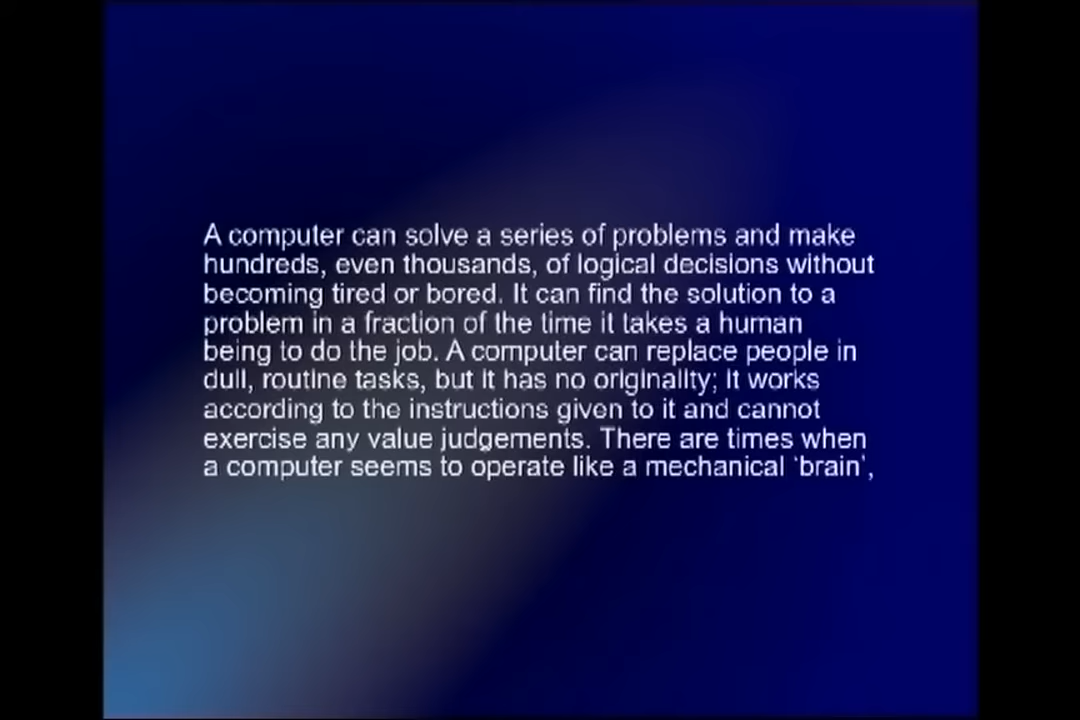 A computer can solve a series of problems and make
hundreds, even thousands, of logical decisions without
becoming tired or bored. It can find the solution to a
problem in a fraction of the time it takes a human
being to do the job. A computer can replace people in
dull, routine tasks, but it has no originality; it works
according to the instructions given to it and cannot
exercise any value judgements. There are times when
a computer seems to operate like a mechanical ‘brain’,